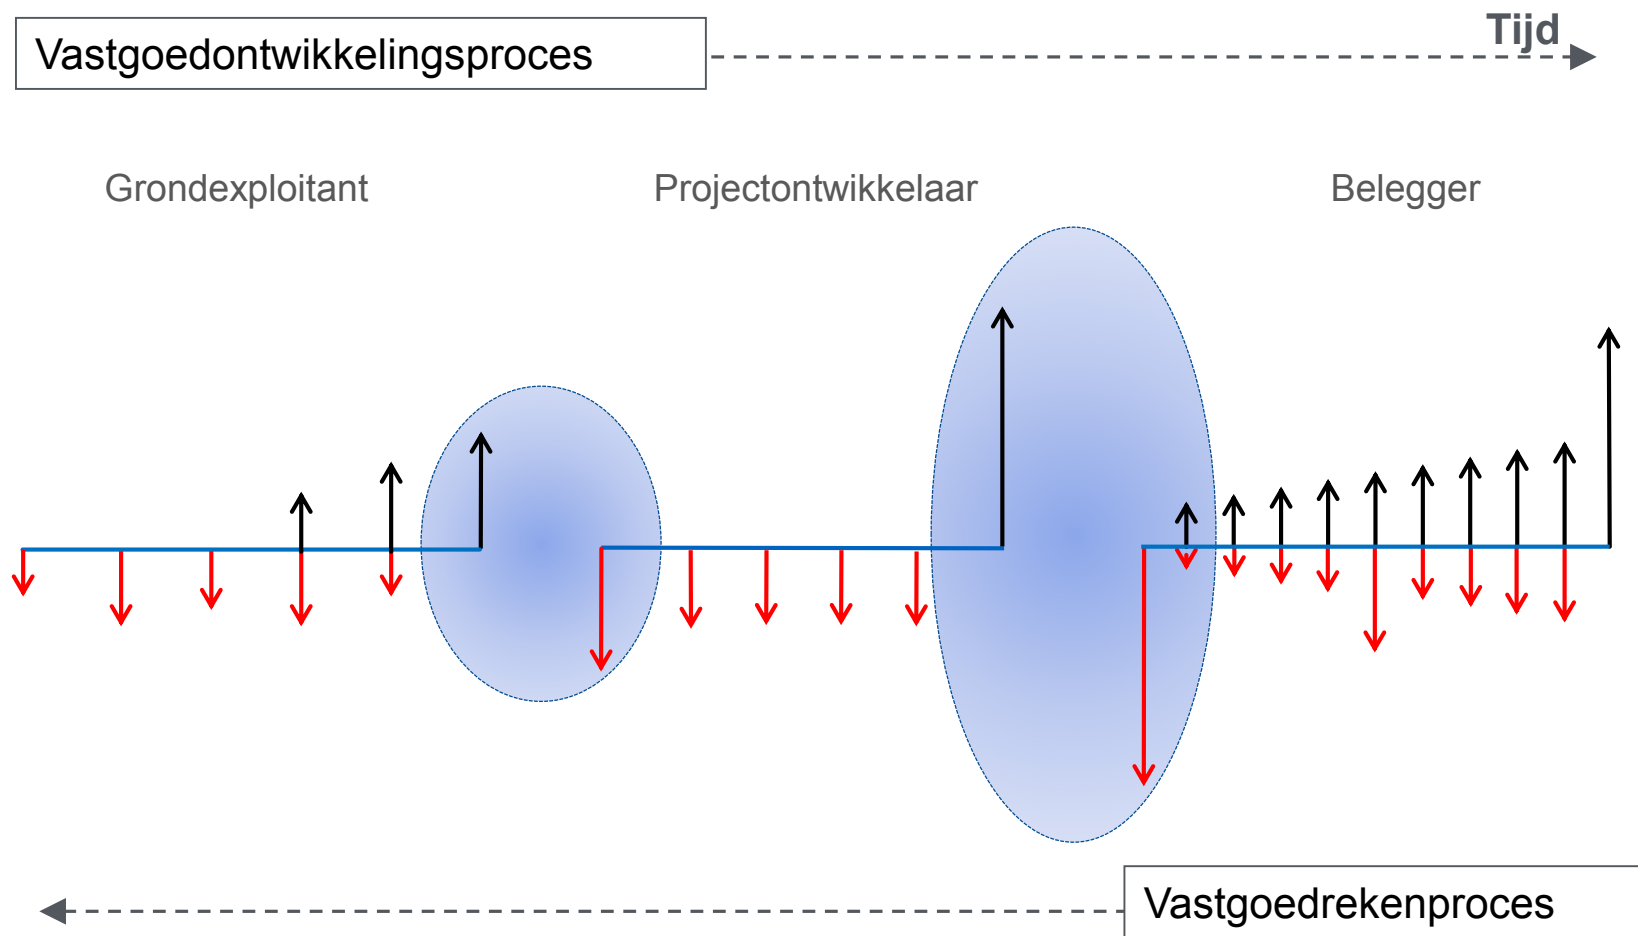 Vastgoedontwikkelingsproces
Tijd
Grondexploitant
Projectontwikkelaar
Belegger
Vastgoedrekenproces